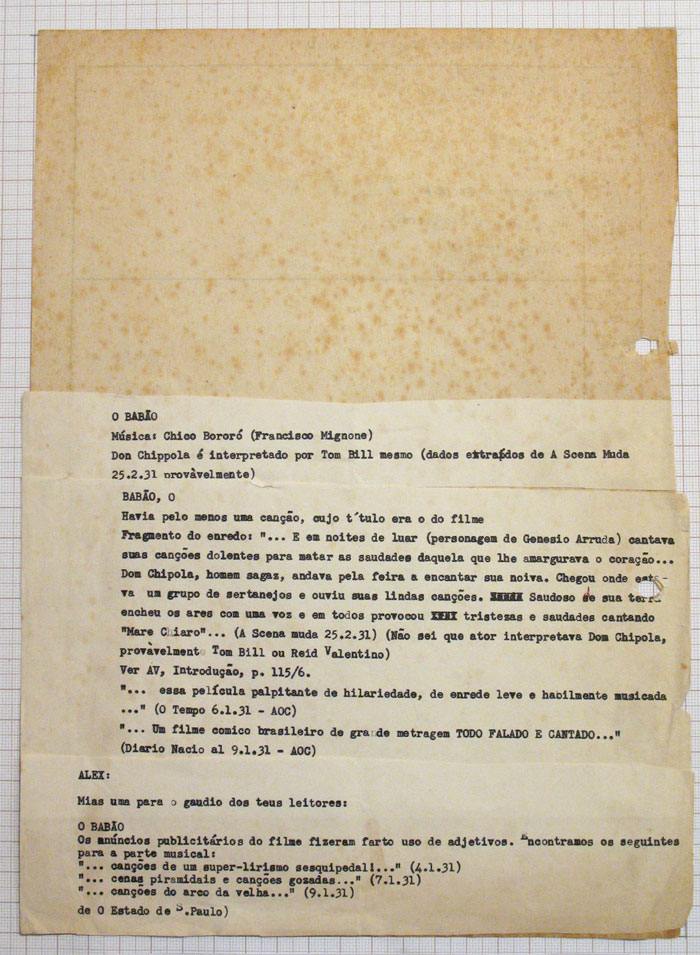 O BABÃO
Música: Chico Bororó (Francisco Mignone)
Don Chippola é interpretado por Tom Bill mesmo (dados extraídos de A Scena Muda
25.2.31 provàvelmente)
BABÃO, O
Havia pelo menos uma canção, cujo t´tulo era o do filme
Fragmento do enredo: "... E em noites de luar (personagem de Genesio Arruda) cantava
suas canções dolentes para matar as saudades daquela que lhe amargurava o coração...
Dom Chipola, homem sagaz, andava pela feira a encantar sua noiva. Chegou onde esta-
va um grupo de sertanejos e ouviu suas lindas canções. Saudoso de sua terra
encheu os ares com uma voz e em todos provocou tristezas e saudades cantando
"Mare Chiaro"... (A Scena muda 25.2.31) (Não sei que ator interpretava Dom Chipola,
provàvelmente Tom Bill ou Reid Valentino)
Ver AV, Introdução, p. 115/6.
"... essa película palpitante de hilariedade, de enrede leve e habilmente musicada
..." (O Tempo 6.1.31 - AOC)
"... Um filme comico brasileiro de grande metragem TODO FALADO E CANTADO..."
(Diario Nacio al 9.1.31 - AOC)
ALEX:
Mias uma para o gaudio dos teus leitores:
O BABÃO
Os anúncios publicitários do filme fizeram farto uso de adjetivos. Encontramos os seguintes
para a parte musical:
"... canções de um super-lirismo sesquipedal!..." (4.1.31)
"... cenas piramidais e canções gozadas..." (7.1.31)
"... canções do arco da velha..." (9.1.31)
de O Estado de S.Paulo)